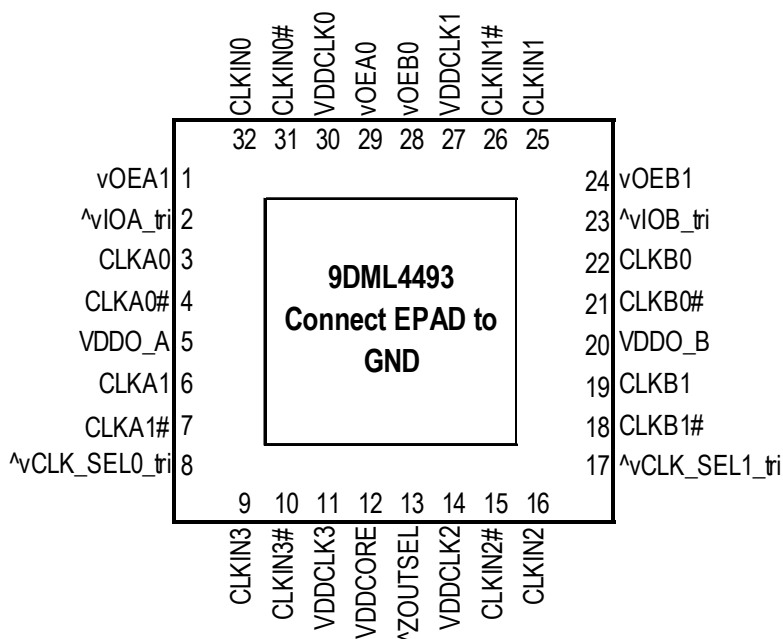 CLKIN0
CLKIN0#
VDDCLK0
vOEA0
vOEB0
VDDCLK1
CLKIN1#
CLKIN1
32 31 30 29 28 27 26 25
vOEA1 1
^vIOA_tri 2
CLKA0 3
CLKA0# 4
VDDO_A 5
CLKA1 6
CLKA1# 7
^vCLK_SEL0_tri 8
9DML4493
Connect EPAD to
GND
24 vOEB1
23 ^vIOB_tri
22 CLKB0
21 CLKB0#
20 VDDO_B
19 CLKB1
18 CLKB1#
17 ^vCLK_SEL1_tri
9 10 11 12 13 14 15 16
CLKIN3
CLKIN3#
VDDCLK3
VDDCORE
^ZOUTSEL
VDDCLK2
CLKIN2#
CLKIN2